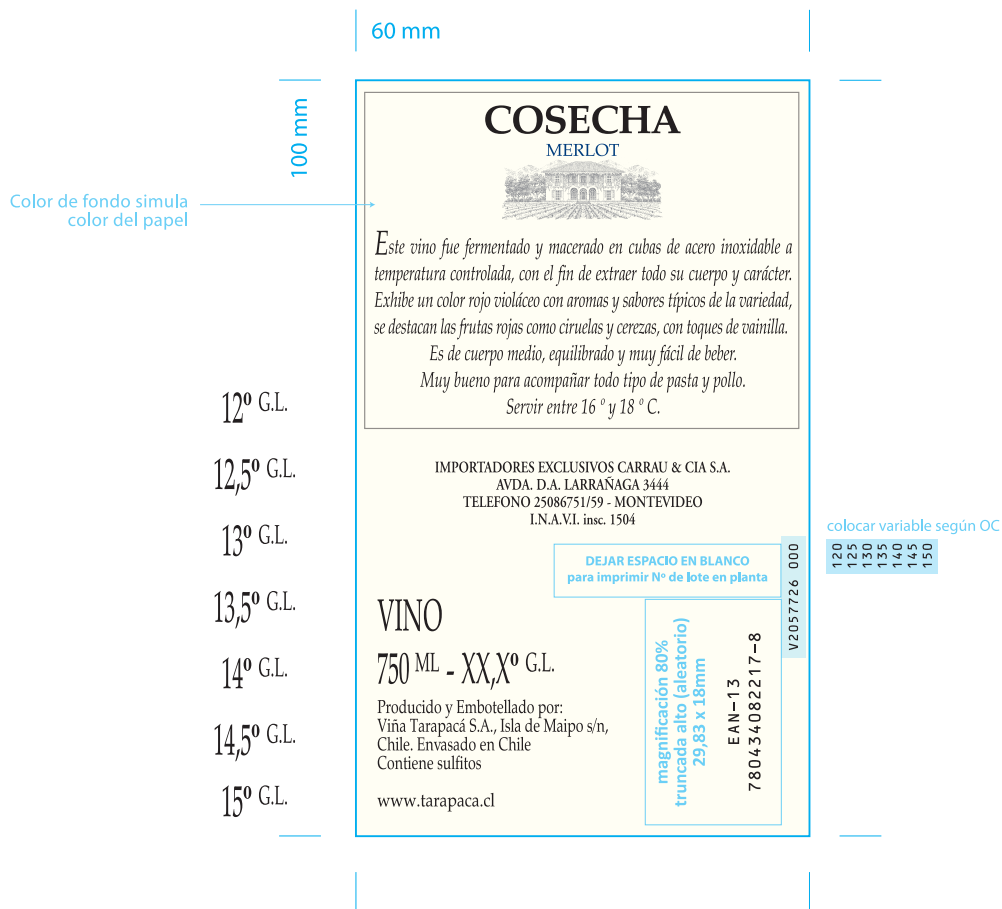 60 mm
100 mm
Color de fondo simula
color del papel
COSECHA
MERLOT
Este vino fue fermentado y macerado en cubas de acero inoxidable a
temperatura controlada, con el fin de extraer todo su cuerpo y carácter.
Exhibe un color rojo violáceo con aromas y sabores típicos de la variedad,
se destacan las frutas rojas como ciruelas y cerezas, con toques de vainilla.
Es de cuerpo medio, equilibrado y muy fácil de beber.
Muy bueno para acompañar todo tipo de pasta y pollo.
Servir entre 16 º y 18 º C.
12º G.L.
12,5º G.L.
13º G.L.
13,5º G.L.
14º G.L.
14,5º G.L.
15º G.L.
IMPORTADORES EXCLUSIVOS CARRAU & CIA S.A.
AVDA. D.A. LARRAÑAGA 3444
TELEFONO 25086751/59 - MONTEVIDEO
I.N.A.V.I. insc. 1504
DEJAR ESPACIO EN BLANCO
para imprimir Nº de lote en planta
V2057726 000
colocar variable según OC
120
125
130
135
140
145
150
VINO
750 ML - XX,Xº G.L.
Producido y Embotellado por:
Viña Tarapacá S.A., Isla de Maipo s/n,
Chile. Envasado en Chile
Contiene sulfitos
www.tarapaca.cl
magnificación 80%
truncada alto (aleatorio)
29,83 x 18mm
EAN-13
780434082217-8